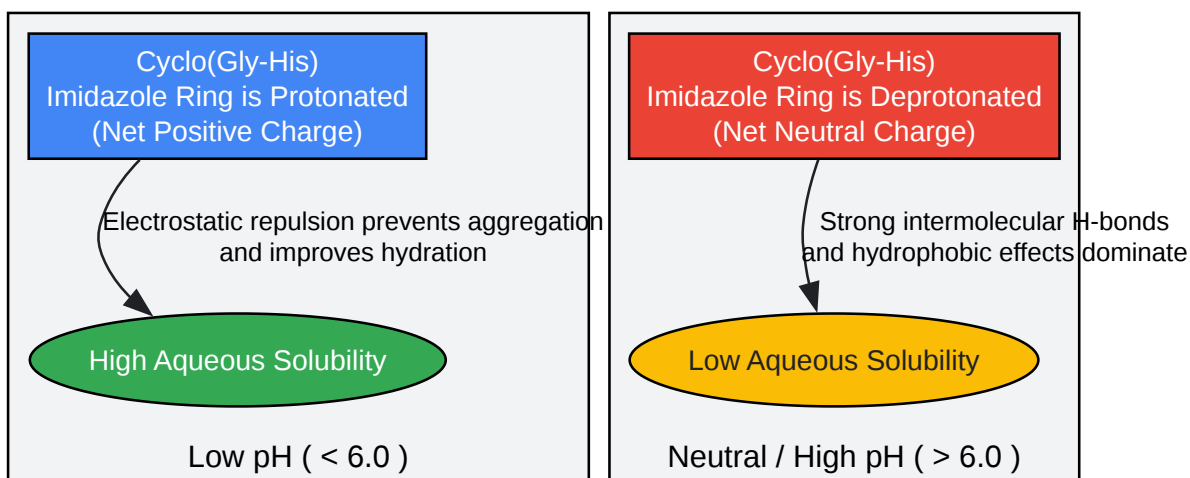 Cyclo(Gly-His)
Imidazole Ring is Protonated
(Net Positive Charge)
Electrostatic repulsion prevents aggregation
and improves hydration
High Aqueous Solubility
Low pH ( < 6.0 )
Cyclo(Gly-His)
Imidazole Ring is Deprotonated
(Net Neutral Charge)
Strong intermolecular H-bonds
and hydrophobic effects dominate
Low Aqueous Solubility
Neutral / High pH ( > 6.0 )